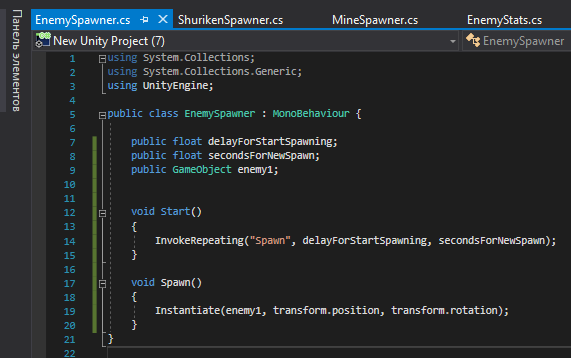 EnemySpawner.cs ShurikenSpawner.cs MineSpawner.cs EnemyStats.cs
Панель элементов
New Unity Project (7) EnemySpawner
1 using System.Collections;
2 using System.Collections.Generic;
3 using UnityEngine;
4
5 public class EnemySpawner : MonoBehaviour {
6
7 public float delayForStartSpawning;
8 public float secondsForNewSpawn;
9 public GameObject enemy1;
10
11
12 void Start()
13 {
14 InvokeRepeating("Spawn", delayForStartSpawning, secondsForNewSpawn);
15 }
16
17 void Spawn()
18 {
19 Instantiate(enemy1, transform.position, transform.rotation);
20 }
21 }
22